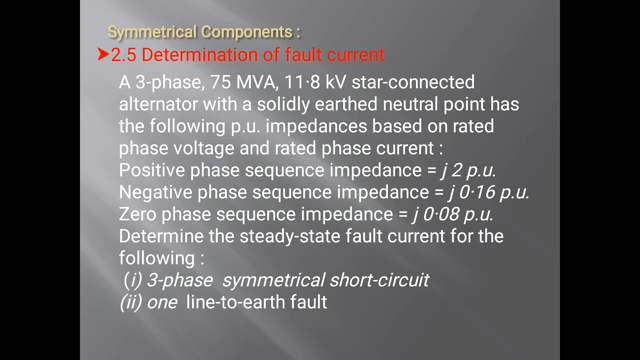 Symmetrical Components :
➤2.5 Determination of fault current
A 3-phase, 75 MVA, 11·8 kV star-connected
alternator with a solidly earthed neutral point has
the following p.u. impedances based on rated
phase voltage and rated phase current :
Positive phase sequence impedance = j 2 p.u.
Negative phase sequence impedance = j 0·16 p.u.
Zero phase sequence impedance = j 0·08 p.u.
Determine the steady-state fault current for the
following :
(i) 3-phase symmetrical short-circuit
(ii) one line-to-earth fault